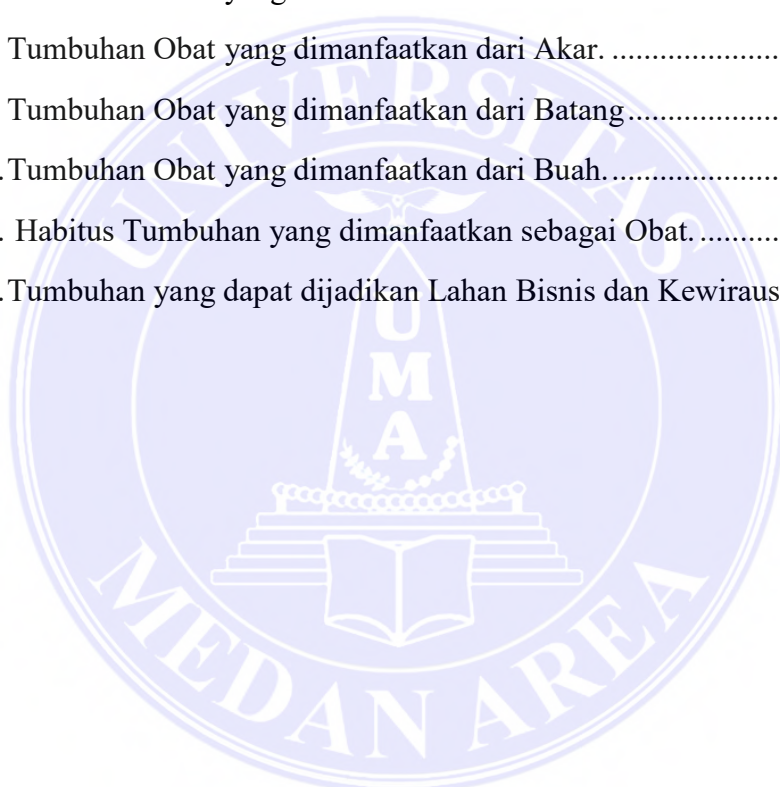 yang
Tumbuhan Obat yang dimanfaatkan dari Akar. .....................
Tumbuhan Obat yang dimanfaatkan dari Batang...................
.Tumbuhan Obat yang dimanfaatkan dari Buah......................
. Habitus Tumbuhan yang dimanfaatkan sebagai Obat. ..........
.Tumbuhan yang dapat dijadikan Lahan Bisnis dan Kewiraus
UNIVERSITAS
U
M
A
MEDAN AREA